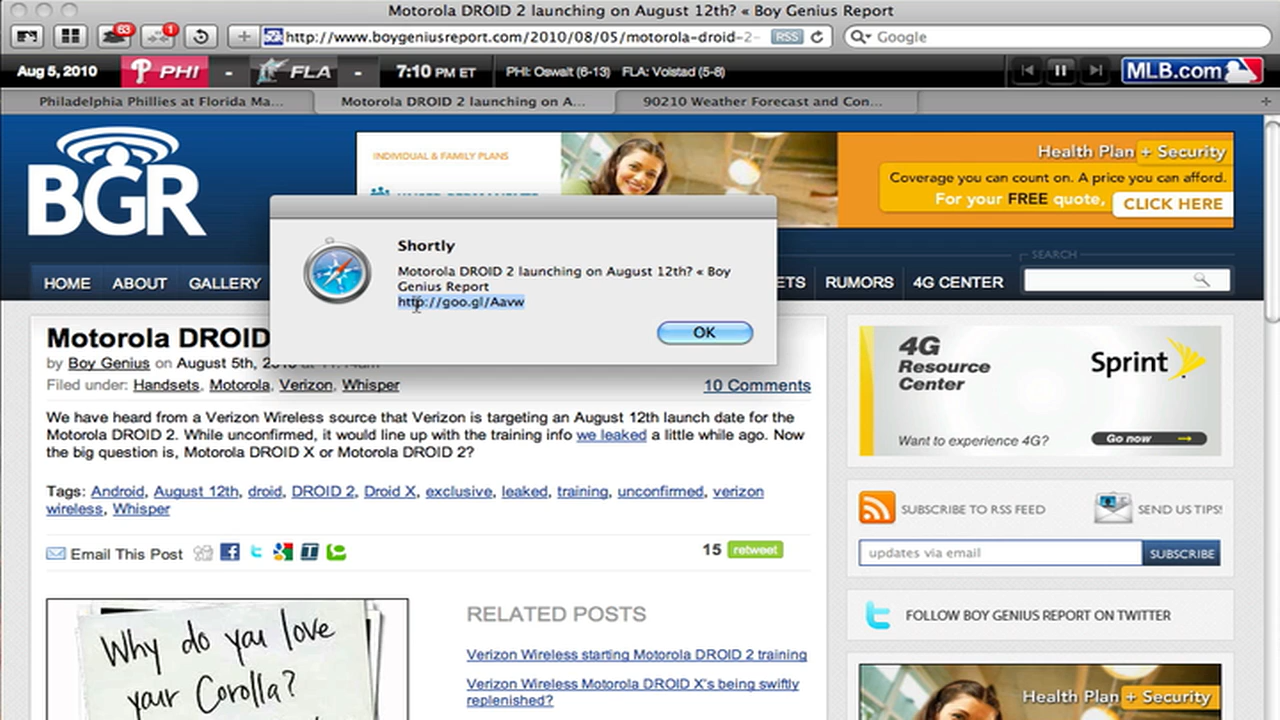 Motorola DROID 2 launching on August 12th? « Boy Genius Report
63
1
http://www.boygeniusreport.com/2010/08/05/motorola-droid-2-
RSS
Google
Aug 5, 2010
PHI - FLA -
7:10 PM ET
PHI: Oswalt (6-13) FLA: Volstad (5-8)
MLB.com
Philadelphia Phillies at Florida Ma...
Motorola DROID 2 launching on A...
90210 Weather Forecast and Con...
BGR
INDIVIDUAL & FAMILY PLANS
Health Plan + Security
Coverage you can count on. A price you can afford.
For your FREE quote, CLICK HERE
HOME ABOUT GALLERY
RUMORS 4G CENTER
SEARCH
Shortly
Motorola DROID 2 launching on August 12th? « Boy
Genius Report
http://goo.gl/Aavw
OK
Motorola DROID
by Boy Genius on August 5th,
Filed under: Handsets, Motorola, Verizon, Whisper
10 Comments
We have heard from a Verizon Wireless source that Verizon is targeting an August 12th launch date for the
Motorola DROID 2. While unconfirmed, it would line up with the training info we leaked a little while ago. Now
the big question is, Motorola DROID X or Motorola DROID 2?
Tags: Android, August 12th, droid, DROID 2, Droid X, exclusive, leaked, training, unconfirmed, verizon
wireless, Whisper
Email This Post
15 retweet
Why do you love
your Corolla?
RELATED POSTS
Verizon Wireless starting Motorola DROID 2 training
Verizon Wireless Motorola DROID X's being swiftly
replenished?
4G
Resource
Center
Sprint
Want to experience 4G?
Go now
SUBSCRIBE TO RSS FEED
SEND US TIPS!
updates via email
SUBSCRIBE
FOLLOW BOY GENIUS REPORT ON TWITTER
Health Plan + Security